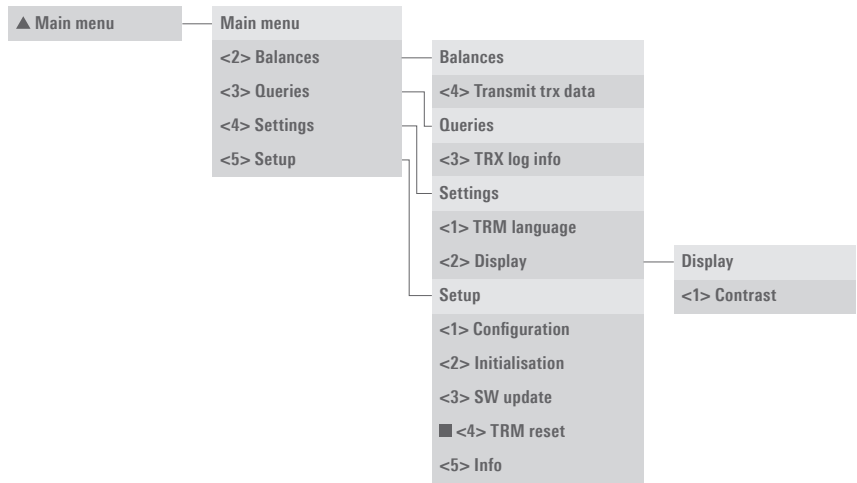 ▲ Main menu
Main menu
<2> Balances
<3> Queries
<4> Settings
<5> Setup
Balances
<4> Transmit trx data
Queries
<3> TRX log info
Settings
<1> TRM language
<2> Display
Setup
<1> Configuration
<2> Initialisation
<3> SW update
■ <4> TRM reset
<5> Info
Display
<1> Contrast